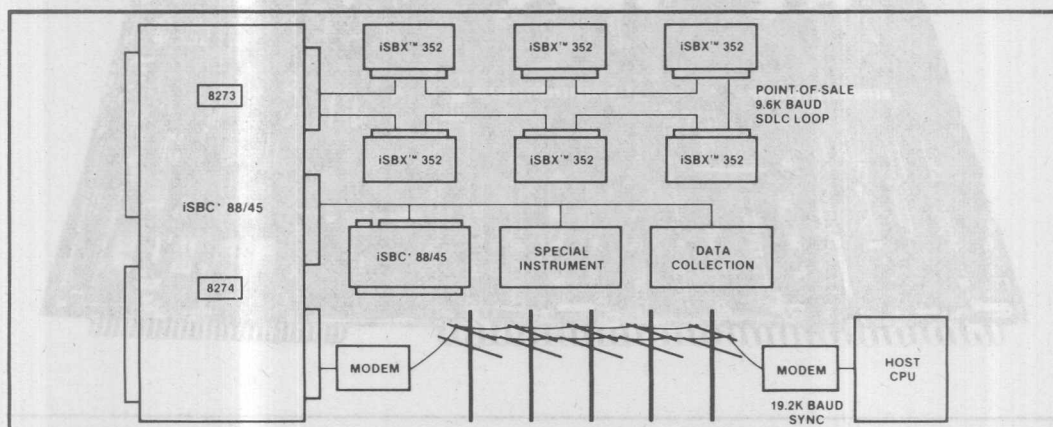 iSBX™ 352
iSBX™ 352
iSBX™ 352
8273
POINT-OF-SALE
9.6K BAUD
SDLC LOOP
iSBX™ 352
iSBX™ 352
iSBX™ 352
iSBC* 88/45
iSBC* 88/45
SPECIAL
INSTRUMENT
DATA
COLLECTION
8274
MODEM
MODEM
HOST
CPU
19.2K BAUD
SYNC